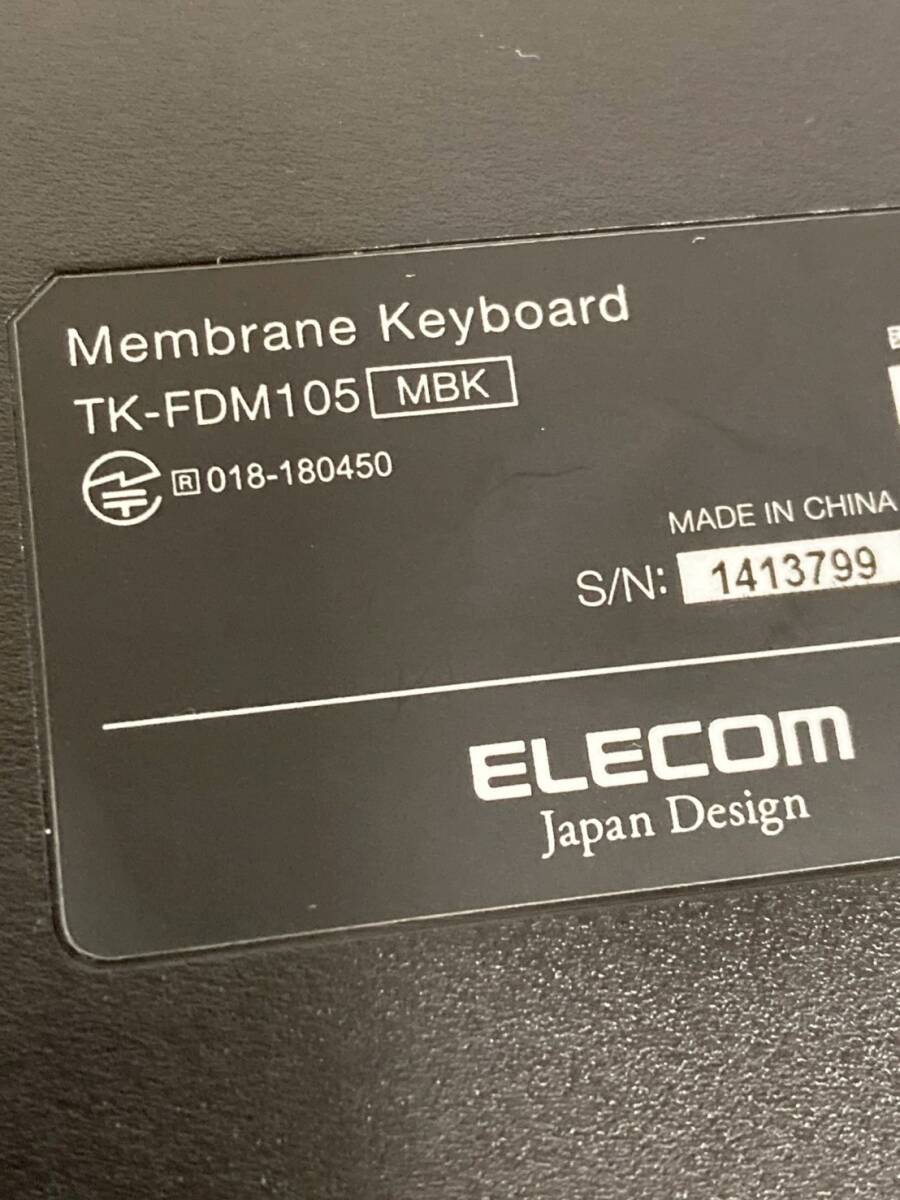 Membrane Keyboard
TK-FDM105 MBK
R 018-180450
MADE IN CHINA
S/N: 1413799
ELECOM
Japan Design